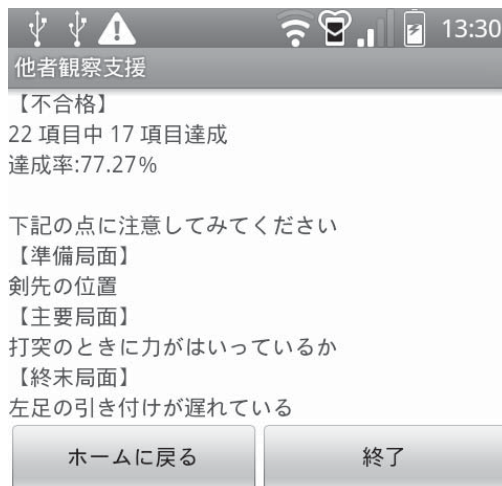 13:30
他者観察支援
【不合格】
22 項目中 17 項目達成
達成率:77.27%
下記の点に注意してみてください
【準備局面】
剣先の位置
【主要局面】
打突のときに力がはいっているか
【終末局面】
左足の引き付けが遅れている
ホームに戻る
終了